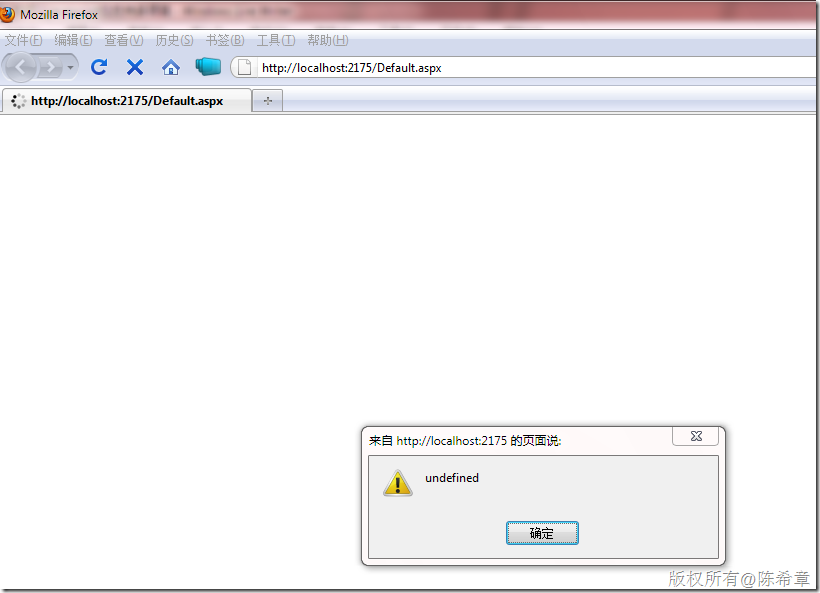 Mozilla Firefox
文件(F) 编辑(E) 查看(V) 历史(S) 书签(B) 工具(T) 帮助(H)
http://localhost:2175/Default.aspx
http://localhost:2175/Default.aspx
来自 http://localhost:2175 的页面说:
undefined
确定
版权所有@陈希章